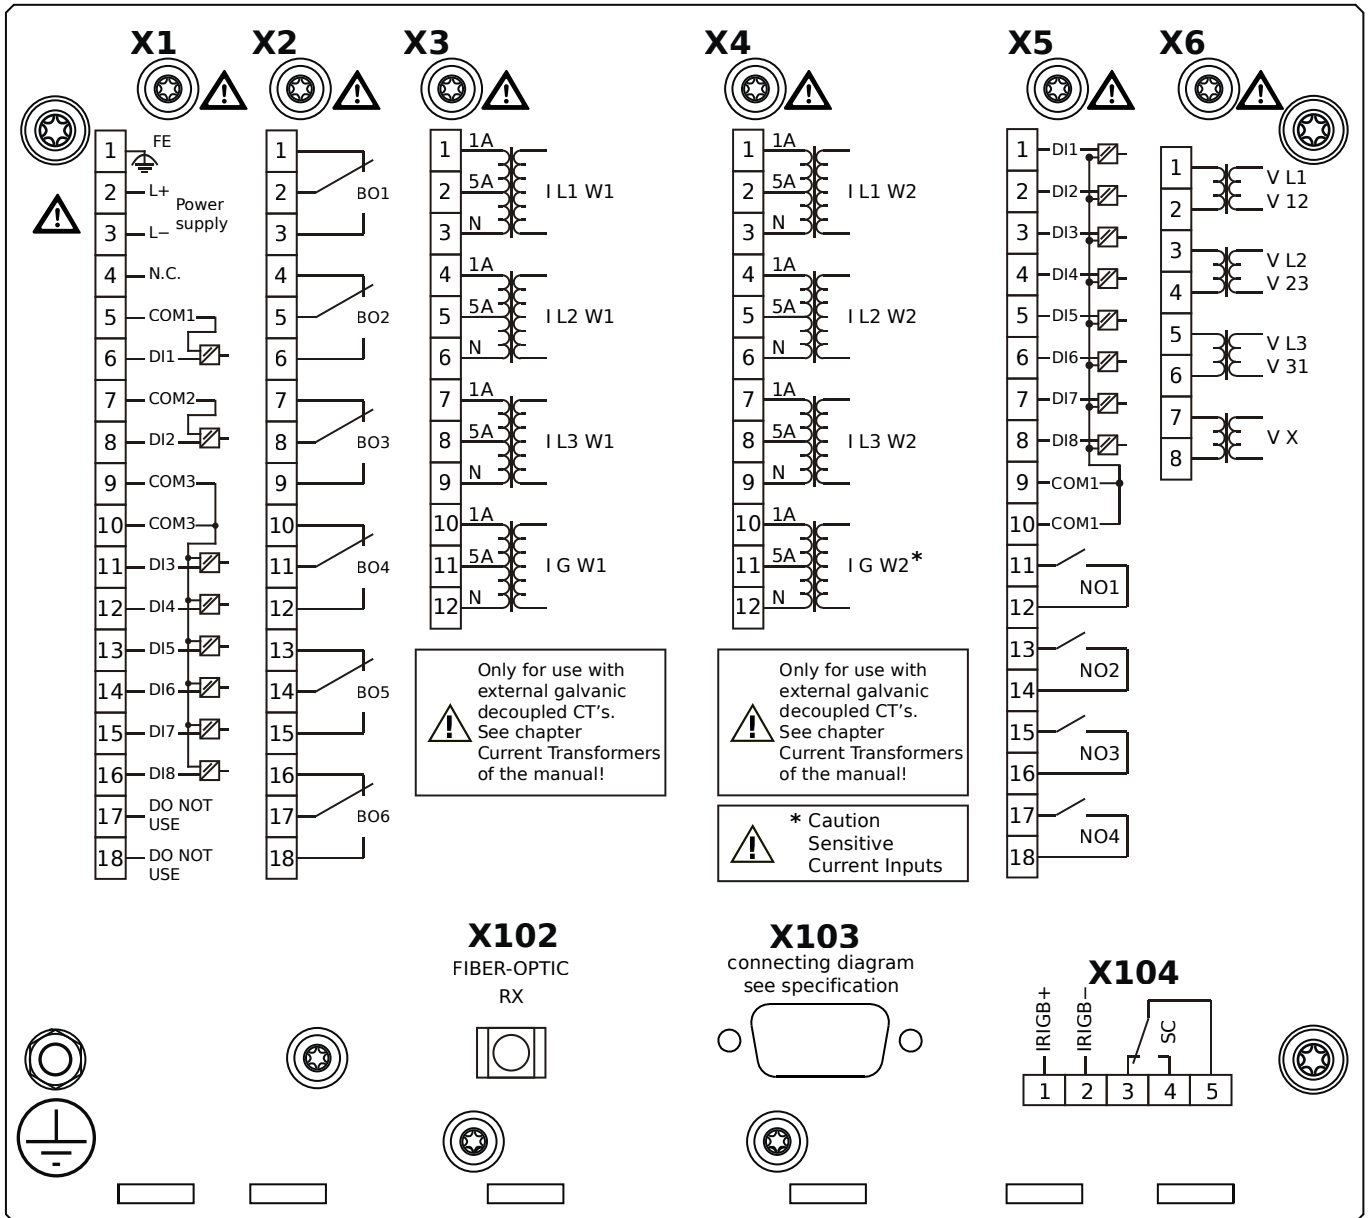 X1
X2
X3
X4
X5
X6
1 FE
2 L+
Power
supply
3 L−
4 N.C.
5 COM1
6 DI1
7 COM2
8 DI2
9 COM3
10 COM3
11 DI3
12 DI4
13 DI5
14 DI6
15 DI7
16 DI8
17 DO NOT
USE
18 DO NOT
USE
1
2 BO1
3
4
5 BO2
6
7
8 BO3
9
10
11 BO4
12
13
14 BO5
15
16
17 BO6
18
1 1A
2 5A I L1 W1
3 N
4 1A
5 5A I L2 W1
6 N
7 1A
8 5A I L3 W1
9 N
10 1A
11 5A I G W1
12 N
Only for use with
external galvanic
decoupled CT's.
See chapter
Current Transformers
of the manual!
1 1A
2 5A I L1 W2
3 N
4 1A
5 5A I L2 W2
6 N
7 1A
8 5A I L3 W2
9 N
10 1A
11 5A I G W2*
12 N
Only for use with
external galvanic
decoupled CT's.
See chapter
Current Transformers
of the manual!
* Caution
Sensitive
Current Inputs
1 DI1
2 DI2
3 DI3
4 DI4
5 DI5
6 DI6
7 DI7
8 DI8
9 COM1
10 COM1
11
NO1
12
13
NO2
14
15
NO3
16
17
NO4
18
1 V L1
2 V 12
3 V L2
4 V 23
5 V L3
6 V 31
7
V X
8
X102
FIBER-OPTIC
RX
X103
connecting diagram
see specification
X104
IRIGB+
IRIGB−
SC
1 2 3 4 5